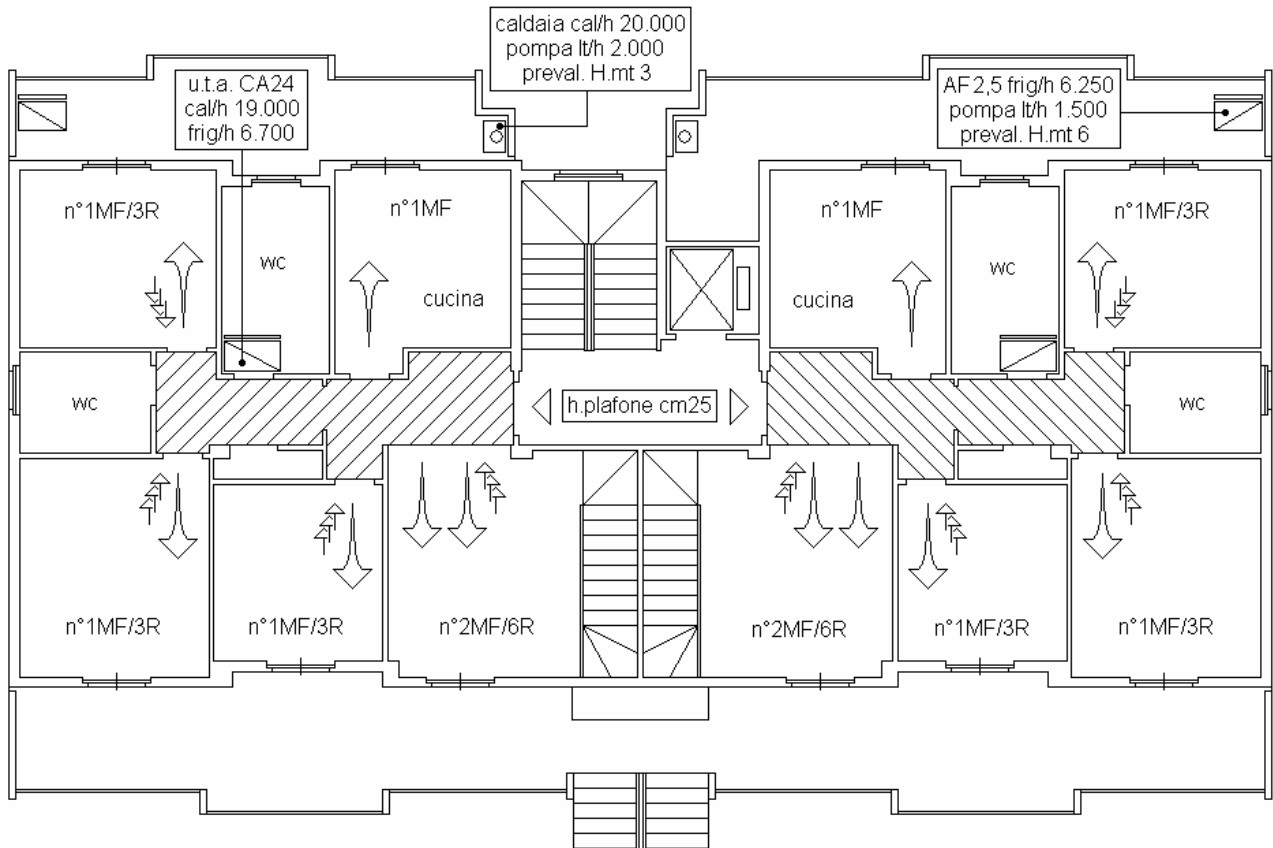 caldaia cal/h 20.000
pompa lt/h 2.000
preval. H.mt 3
u.t.a. CA24
cal/h 19.000
frig/h 6.700
AF 2,5 frig/h 6.250
pompa lt/h 1.500
preval. H.mt 6
n°1MF/3R
n°1MF
n°1MF
n°1MF/3R
wc
wc
cucina
cucina
wc
h.plafone cm25
wc
n°1MF/3R
n°1MF/3R
n°2MF/6R
n°2MF/6R
n°1MF/3R
n°1MF/3R